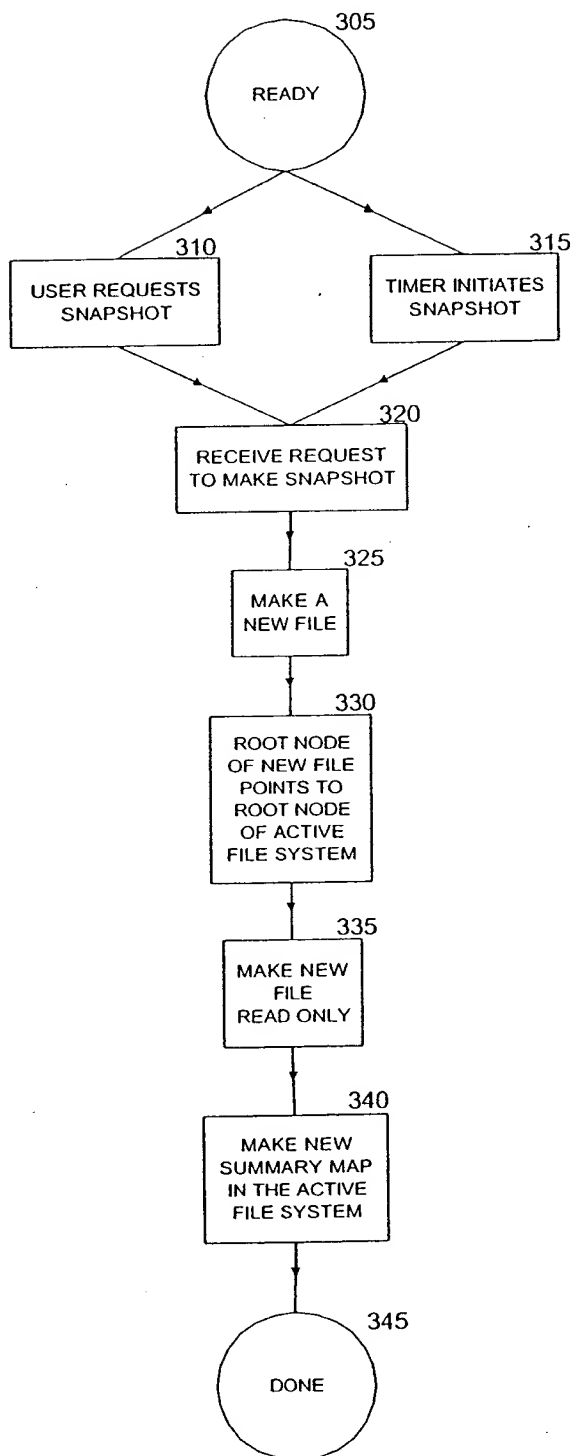 305
READY
310
USER REQUESTS
SNAPSHOT
315
TIMER INITIATES
SNAPSHOT
320
RECEIVE REQUEST
TO MAKE SNAPSHOT
325
MAKE A
NEW FILE
330
ROOT NODE
OF NEW FILE
POINTS TO
ROOT NODE
OF ACTIVE
FILE SYSTEM
335
MAKE NEW
FILE
READ ONLY
340
MAKE NEW
SUMMARY MAP
IN THE ACTIVE
FILE SYSTEM
345
DONE